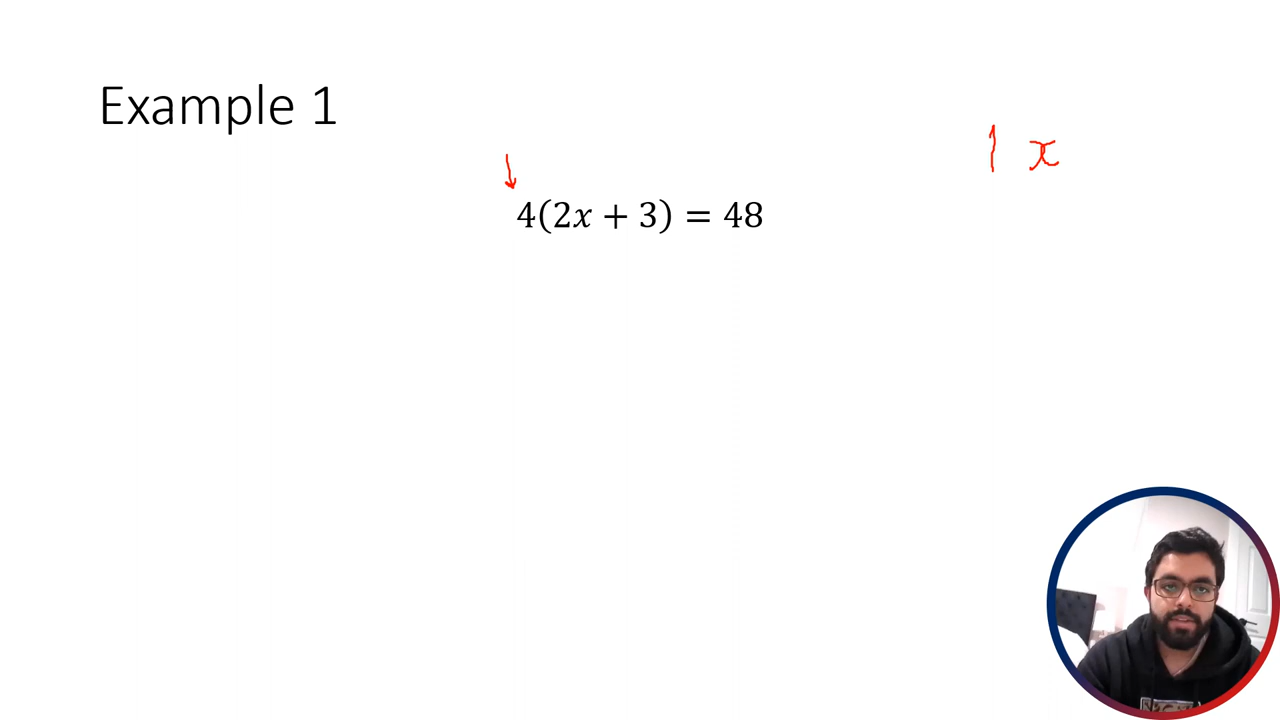 Example 1
1 x
4(2x + 3) = 48